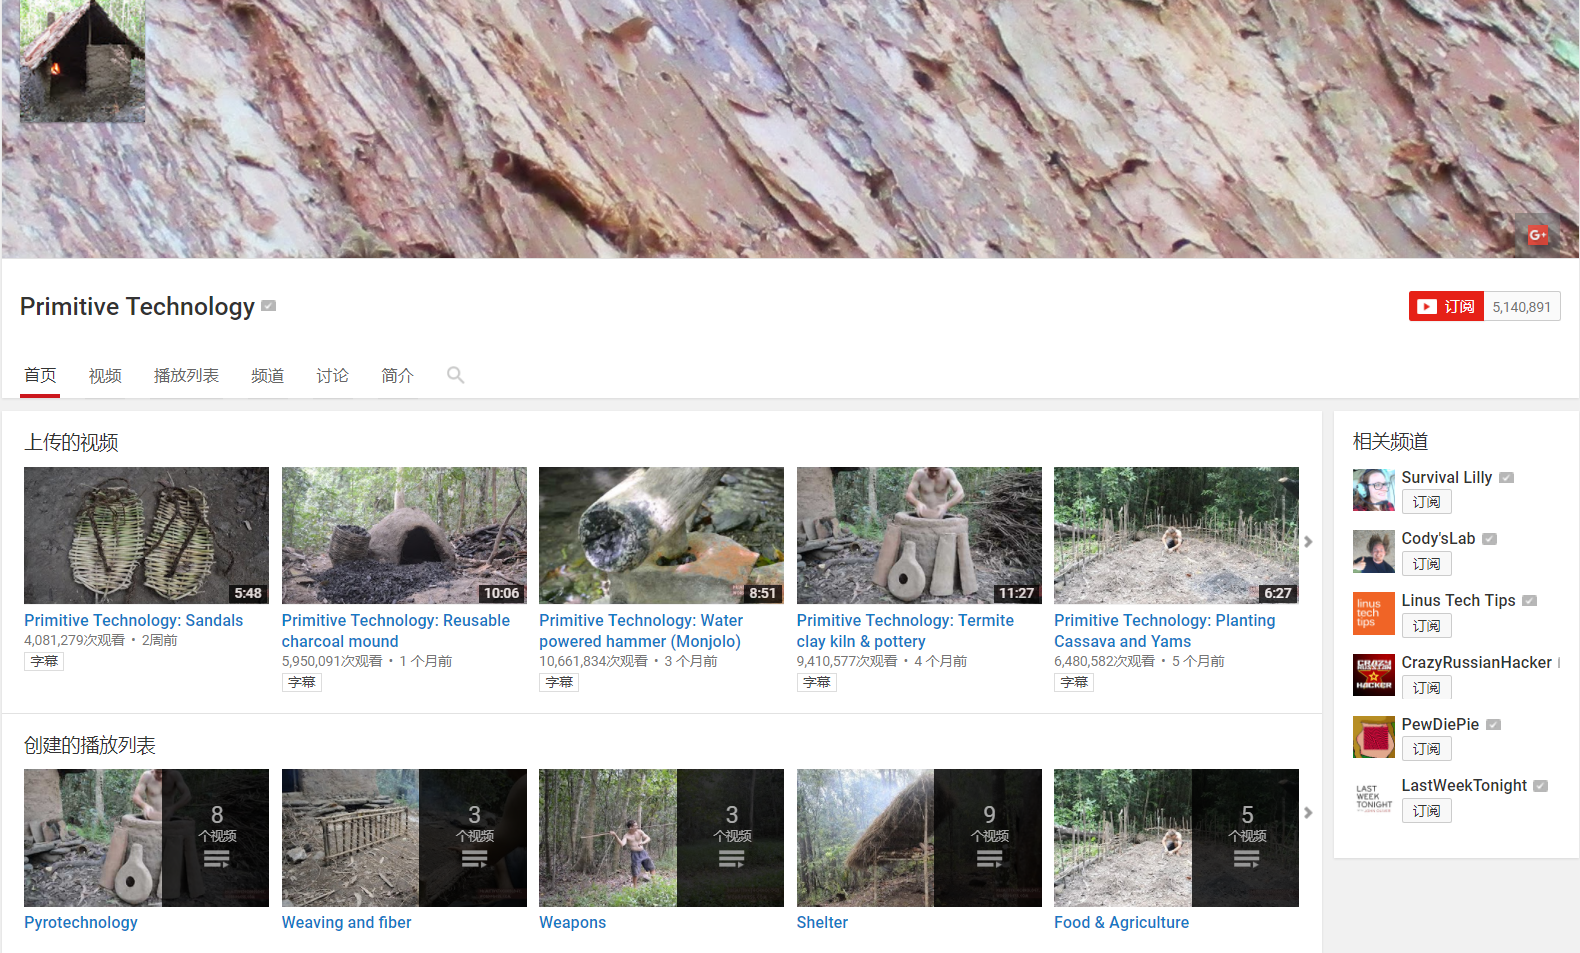 G+
Primitive Technology
订阅 5,140,891
首页 视频 播放列表 频道 讨论 简介
上传的视频
5:48
Primitive Technology: Sandals
4,081,279次观看 • 2周前
字幕
10:06
Primitive Technology: Reusable
charcoal mound
5,950,091次观看 • 1 个月前
字幕
8:51
Primitive Technology: Water
powered hammer (Monjolo)
10,661,834次观看 • 3 个月前
字幕
11:27
Primitive Technology: Termite
clay kiln & pottery
9,410,577次观看 • 4 个月前
字幕
6:27
Primitive Technology: Planting
Cassava and Yams
6,480,582次观看 • 5 个月前
字幕
创建的播放列表
8
个视频
Pyrotechnology
3
个视频
Weaving and fiber
3
个视频
Weapons
9
个视频
Shelter
5
个视频
Food & Agriculture
相关频道
Survival Lilly
订阅
Cody'sLab
订阅
linus
tech
tips
Linus Tech Tips
订阅
CRAZY
RUSSIAN
HACKER
CrazyRussianHacker
订阅
PewDiePie
订阅
LAST
WEEK
TONIGHT
LastWeekTonight
订阅